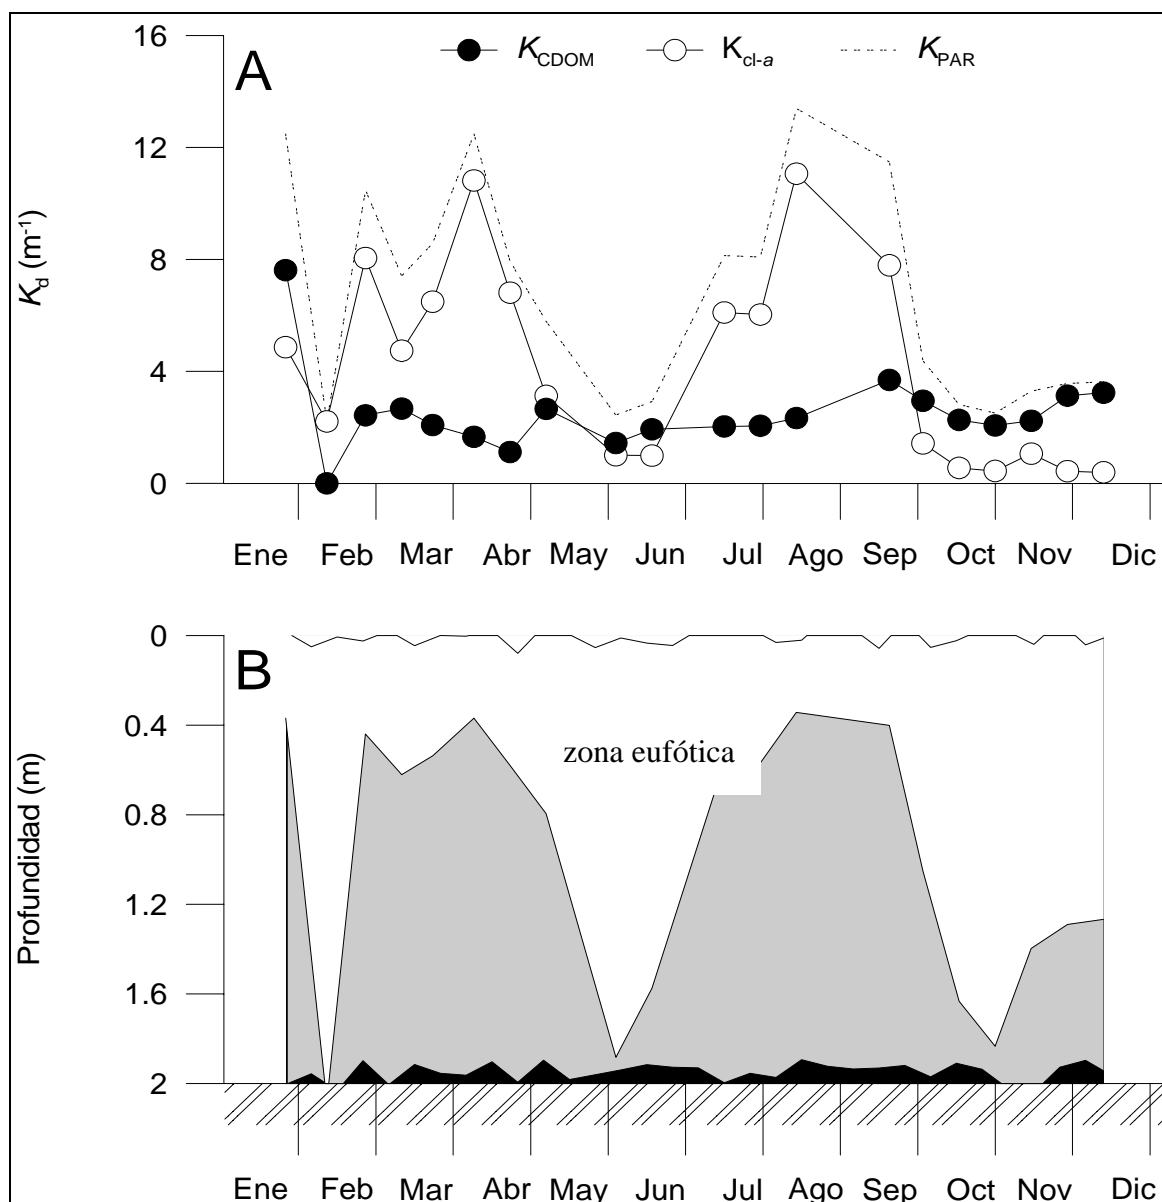 16
A
K_CDOM K_cl-a K_PAR
12
8
4
0
K_d (m^-1)
Ene Feb Mar Abr May Jun Jul Ago Sep Oct Nov Dic
0
B
0.4
zona eufótica
0.8
1.2
1.6
2
Profundidad (m)
Ene Feb Mar Abr May Jun Jul Ago Sep Oct Nov Dic